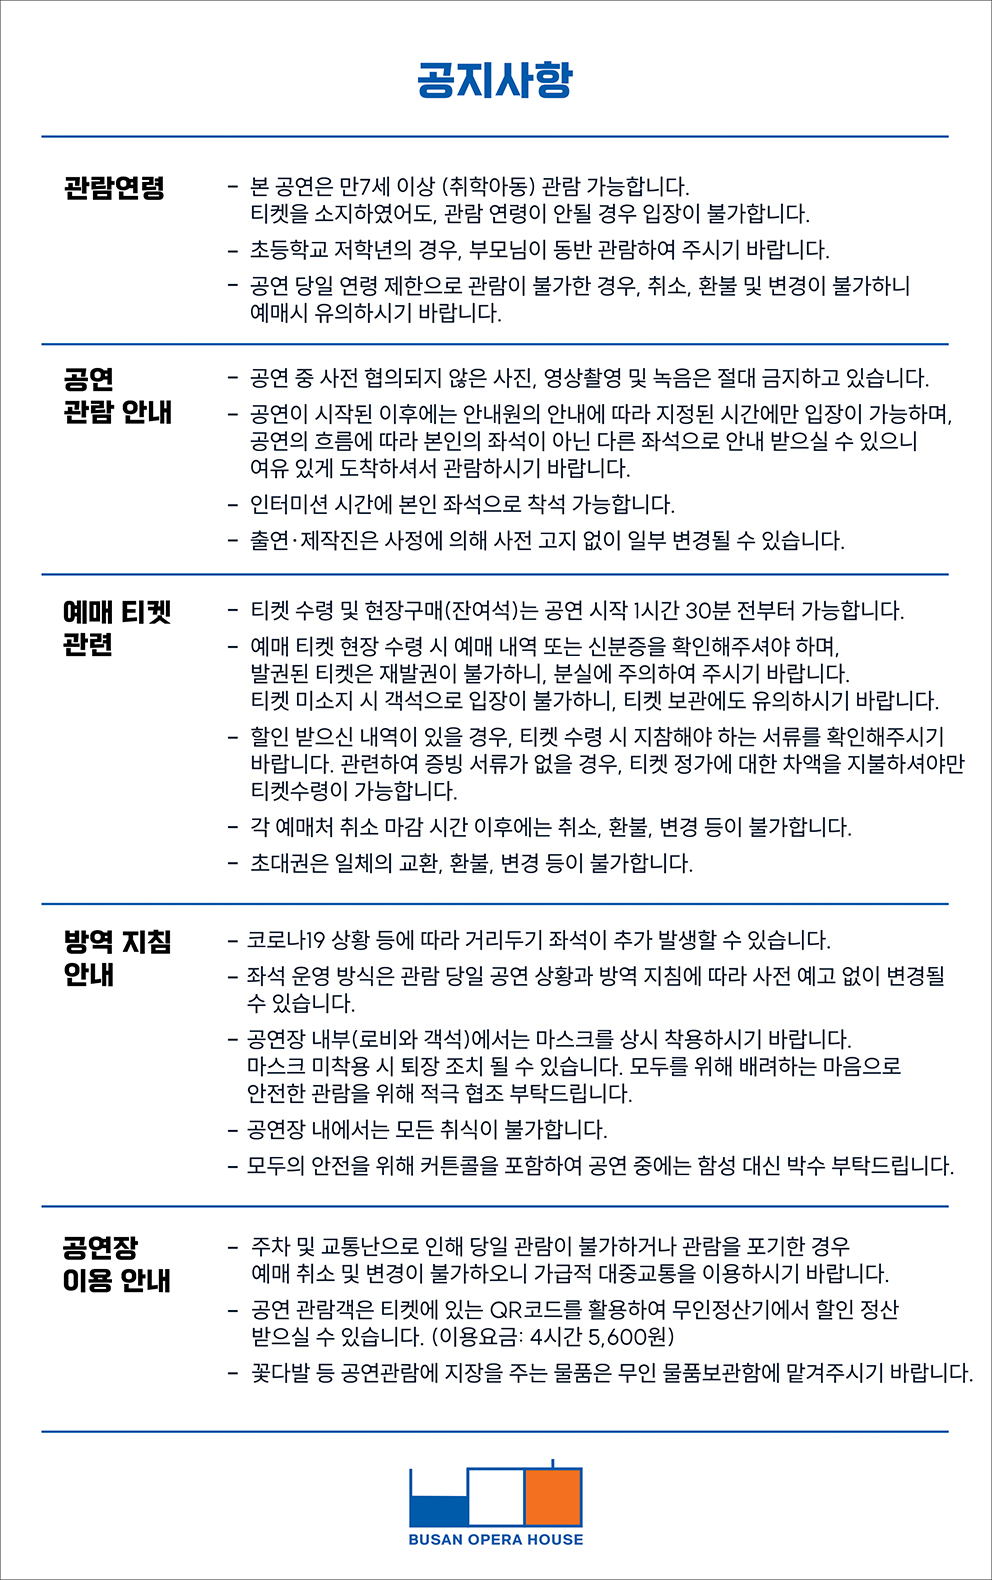 공지사항
관람연령
- 본 공연은 만7세 이상 (취학아동) 관람 가능합니다.
티켓을 소지하였어도, 관람 연령이 안될 경우 입장이 불가합니다.
- 초등학교 저학년의 경우, 부모님이 동반 관람하여 주시기 바랍니다.
- 공연 당일 연령 제한으로 관람이 불가한 경우, 취소, 환불 및 변경이 불가하니
예매시 유의하시기 바랍니다.
공연
관람 안내
- 공연 중 사전 협의되지 않은 사진, 영상촬영 및 녹음은 절대 금지하고 있습니다.
- 공연이 시작된 이후에는 안내원의 안내에 따라 지정된 시간에만 입장이 가능하며,
공연의 흐름에 따라 본인의 좌석이 아닌 다른 좌석으로 안내 받으실 수 있으니
여유 있게 도착하셔서 관람하시기 바랍니다.
- 인터미션 시간에 본인 좌석으로 착석 가능합니다.
- 출연·제작진은 사정에 의해 사전 고지 없이 일부 변경될 수 있습니다.
예매 티켓
관련
- 티켓 수령 및 현장구매(잔여석)는 공연 시작 1시간 30분 전부터 가능합니다.
- 예매 티켓 현장 수령 시 예매 내역 또는 신분증을 확인해주셔야 하며,
발권된 티켓은 재발권이 불가하니, 분실에 주의하여 주시기 바랍니다.
티켓 미소지 시 객석으로 입장이 불가하니, 티켓 보관에도 유의하시기 바랍니다.
- 할인 받으신 내역이 있을 경우, 티켓 수령 시 지참해야 하는 서류를 확인해주시기
바랍니다. 관련하여 증빙 서류가 없을 경우, 티켓 정가에 대한 차액을 지불하셔야만
티켓수령이 가능합니다.
- 각 예매처 취소 마감 시간 이후에는 취소, 환불, 변경 등이 불가합니다.
- 초대권은 일체의 교환, 환불, 변경 등이 불가합니다.
방역 지침
안내
- 코로나19 상황 등에 따라 거리두기 좌석이 추가 발생할 수 있습니다.
- 좌석 운영 방식은 관람 당일 공연 상황과 방역 지침에 따라 사전 예고 없이 변경될
수 있습니다.
- 공연장 내부(로비와 객석)에서는 마스크를 상시 착용하시기 바랍니다.
마스크 미착용 시 퇴장 조치 될 수 있습니다. 모두를 위해 배려하는 마음으로
안전한 관람을 위해 적극 협조 부탁드립니다.
- 공연장 내에서는 모든 취식이 불가합니다.
- 모두의 안전을 위해 커튼콜을 포함하여 공연 중에는 함성 대신 박수 부탁드립니다.
공연장
이용 안내
- 주차 및 교통난으로 인해 당일 관람이 불가하거나 관람을 포기한 경우
예매 취소 및 변경이 불가하오니 가급적 대중교통을 이용하시기 바랍니다.
- 공연 관람객은 티켓에 있는 QR코드를 활용하여 무인정산기에서 할인 정산
받으실 수 있습니다. (이용요금: 4시간 5,600원)
- 꽃다발 등 공연관람에 지장을 주는 물품은 무인 물품보관함에 맡겨주시기 바랍니다.
BUSAN OPERA HOUSE